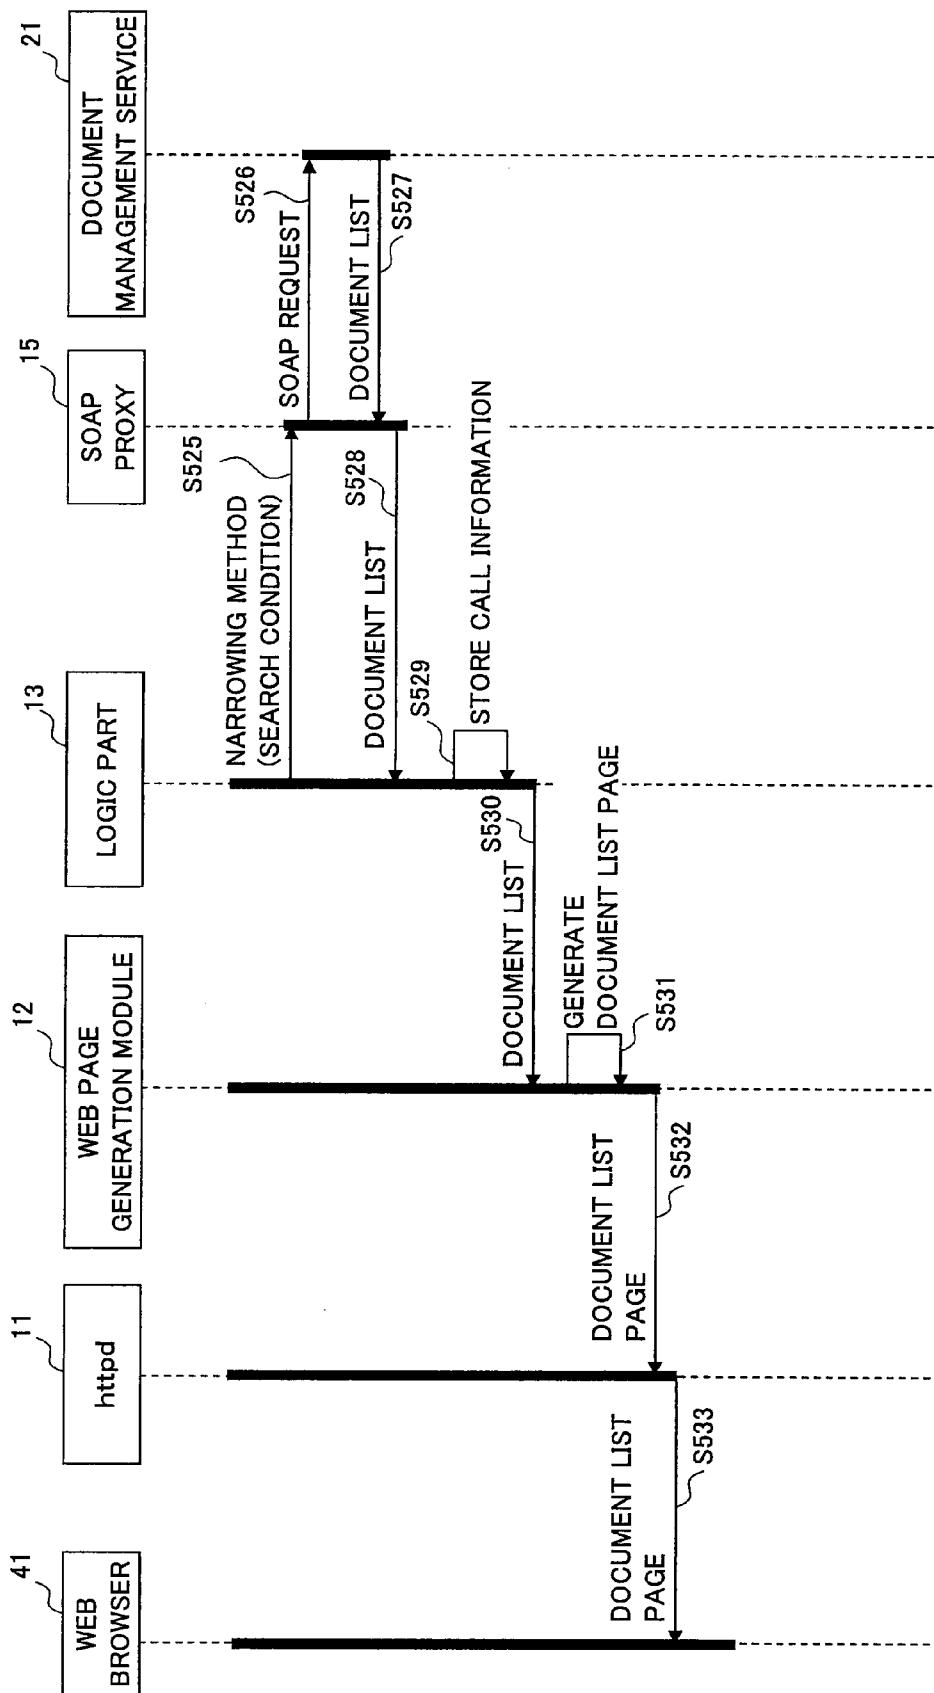 41
WEB
BROWSER
11
httpd
12
WEB PAGE
GENERATION MODULE
13
LOGIC PART
15
SOAP
PROXY
21
DOCUMENT
MANAGEMENT SERVICE
NARROWING METHOD
(SEARCH CONDITION)
S525
SOAP REQUEST
S526
DOCUMENT LIST
S527
DOCUMENT LIST
S528
S529
STORE CALL INFORMATION
DOCUMENT LIST
S530
GENERATE
DOCUMENT LIST PAGE
S531
DOCUMENT LIST
PAGE
S532
DOCUMENT LIST
PAGE
S533